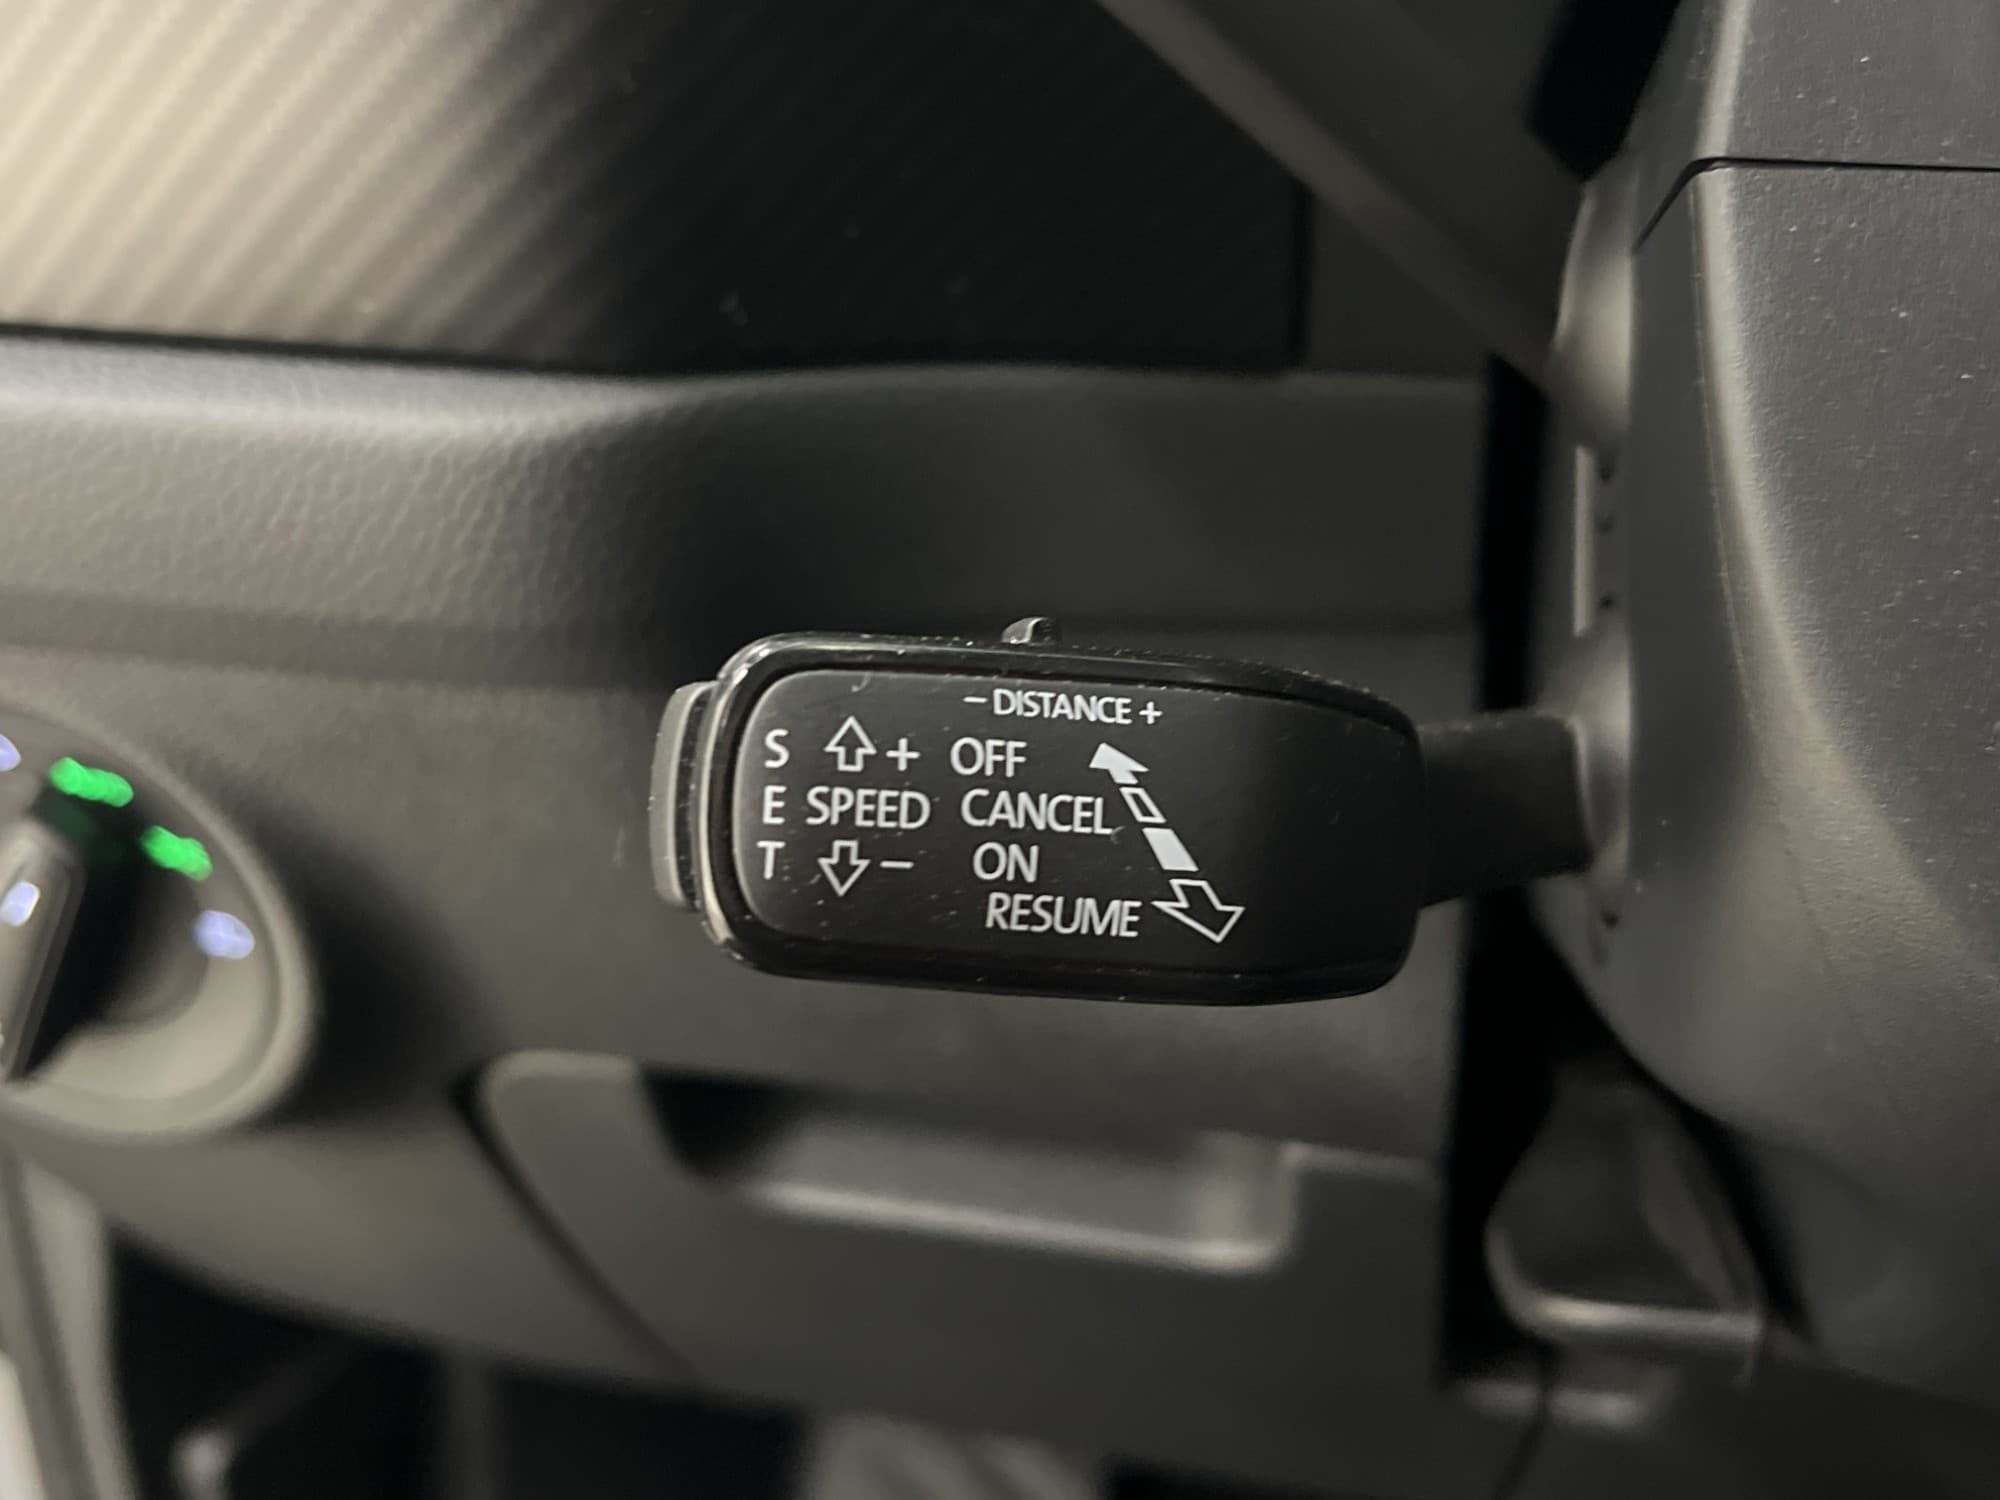 − DISTANCE +
S + OFF
E SPEED CANCEL
T − ON
RESUME